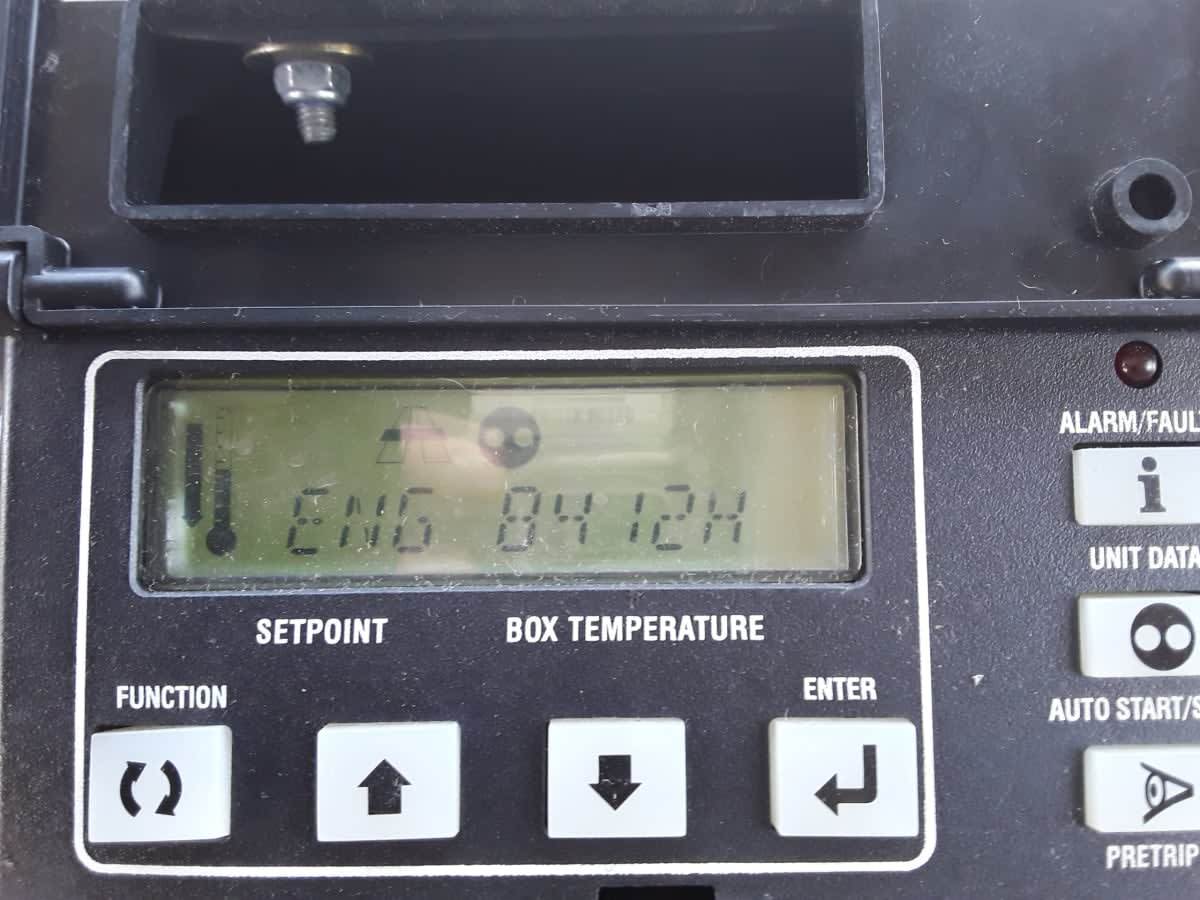 ENG 8412H
ALARM/FAUL
i
SETPOINT
BOX TEMPERATURE
UNIT DATA
FUNCTION
ENTER
AUTO START/S
PRETRIP